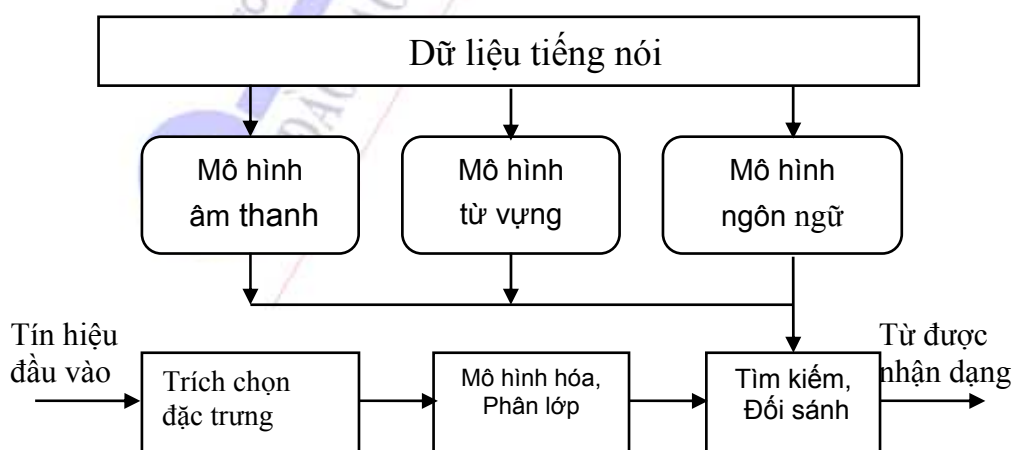 Dữ liệu tiếng nói
Mô hình
âm thanh
Mô hình
từ vựng
Mô hình
ngôn ngữ
Tín hiệu
đầu vào
Trích chọn
đặc trưng
Mô hình hóa,
Phân lớp
Tìm kiếm,
Đối sánh
Từ được
nhận dạng